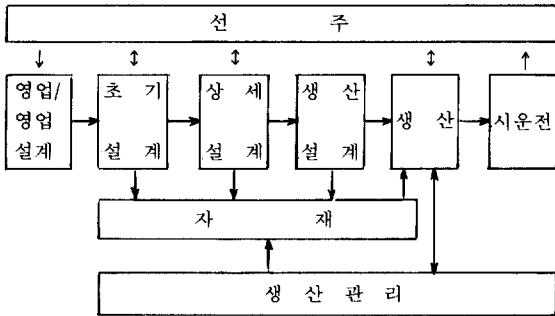 선 주
영업/ 영업 설계
초 기 설 계
상 세 설 계
생 산 설 계
생 산
시운전
자 재
생 산 관 리